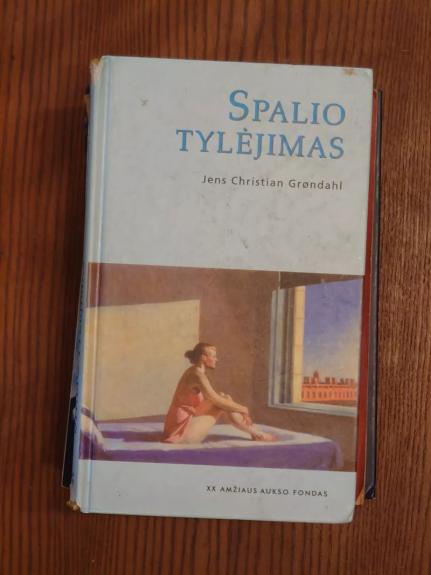 SPALIO
TYLĖJIMAS
Jens Christian Grøndahl
XX AMŽIAUS AUKSO FONDAS